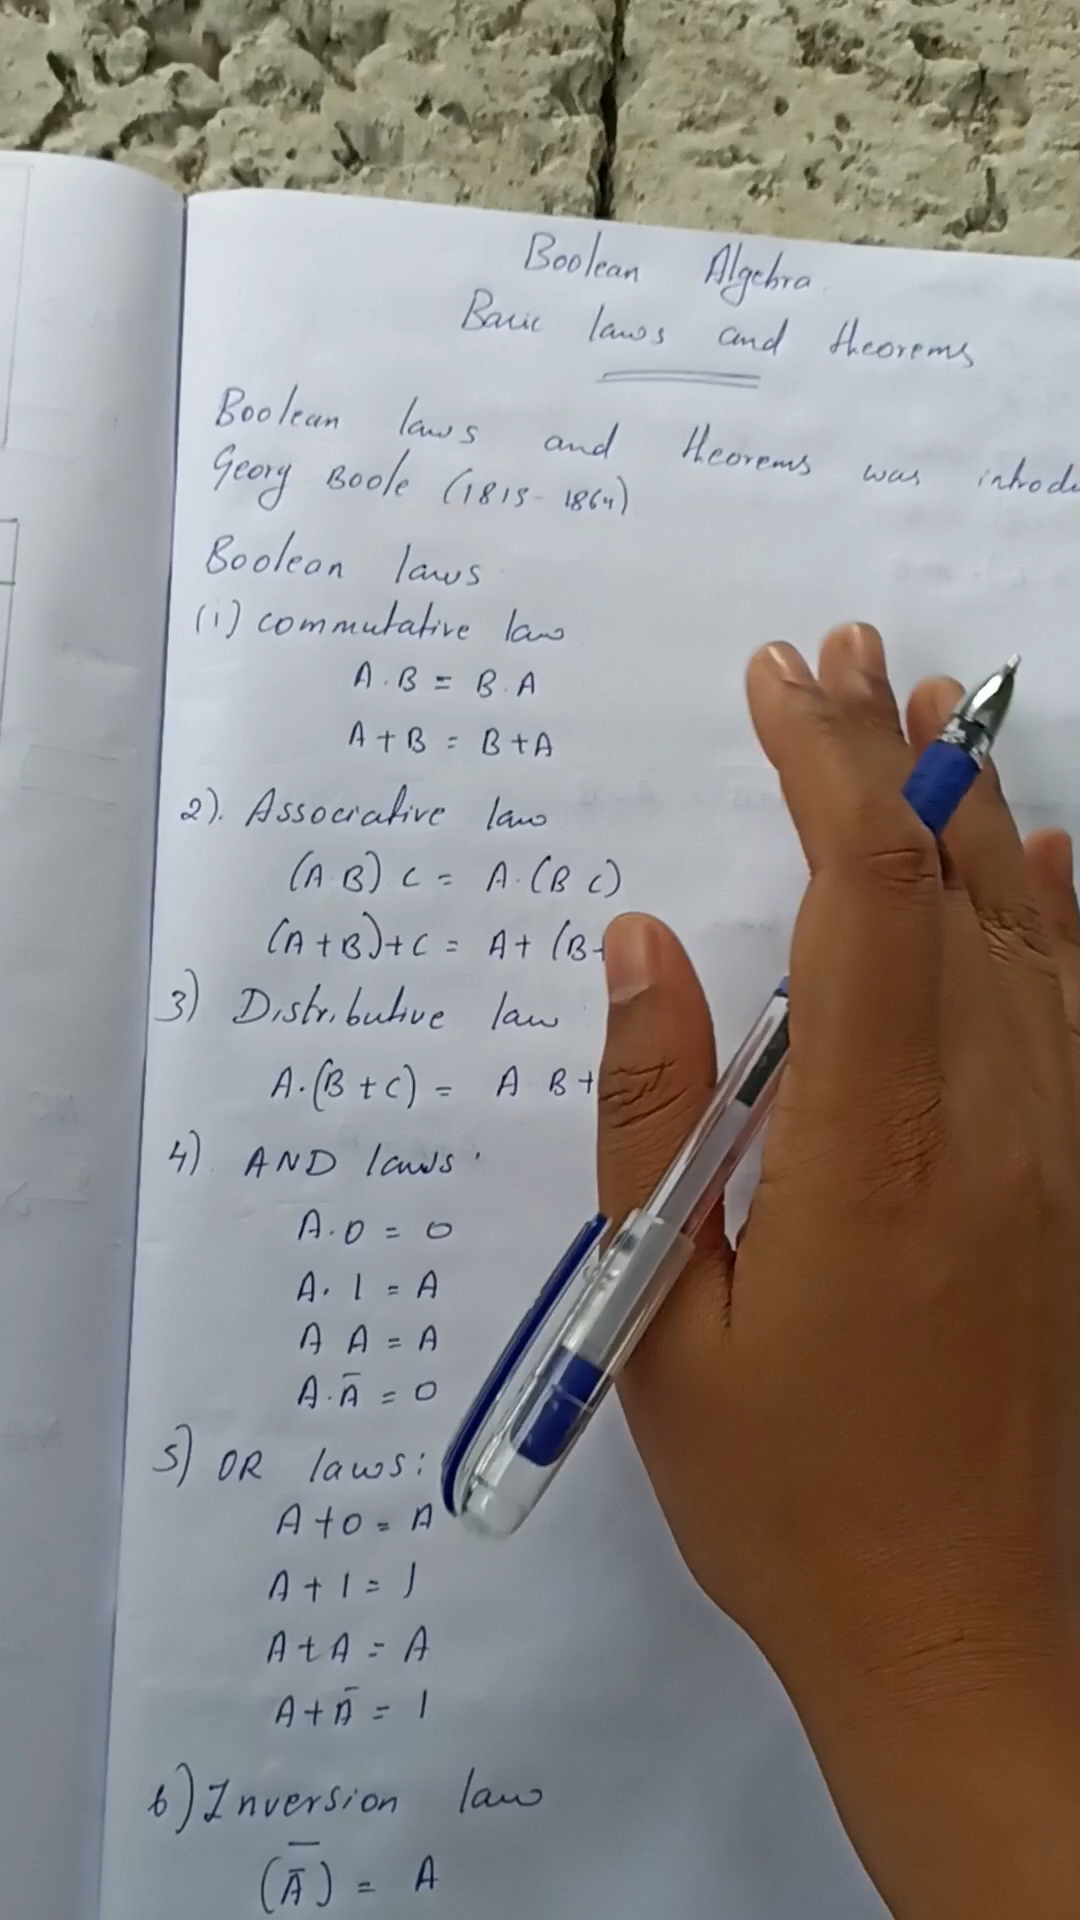 Boolean Algebra
Basic laws and theorems
Boolean laws and theorems was introdu
Georg Boole (1815-1864)
Boolean laws
(1) commutative law
A.B = B.A
A+B = B+A
2). Associative law
(A.B) C = A.(B C)
(A+B)+C = A+ (B+
3) Distributive law
A.(B+C) = A B+
4) AND laws.
A.0 = 0
A.1 = A
A A = A
A.Ā = 0
5) OR laws:
A+0 = A
A+1 = 1
A+A = A
A+Ā = 1
6) Inversion law
(Ā̄) = A